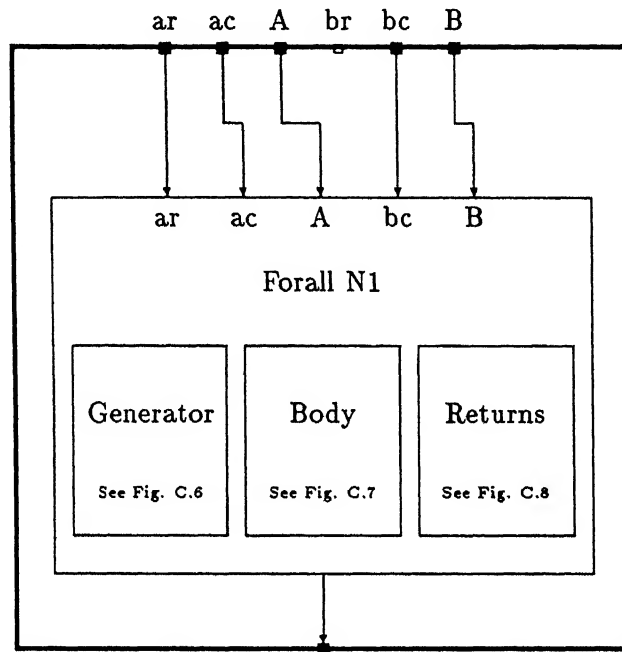 ar ac A br bc B
ar ac A bc B
Forall N1
Generator Body Returns
See Fig. C.6 See Fig. C.7 See Fig. C.8